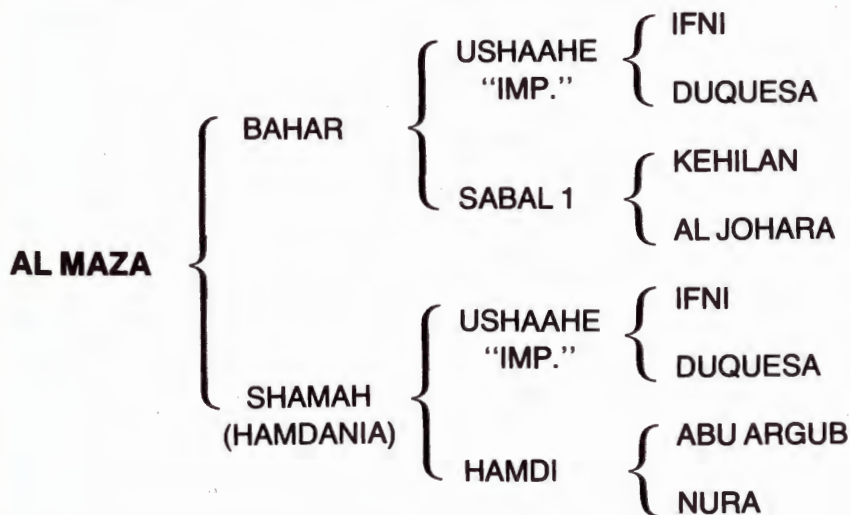 IFNI
USHAAHE
"IMP."
DUQUESA
BAHAR
KEHILAN
SABAL 1
AL JOHARA
AL MAZA
IFNI
USHAAHE
"IMP."
DUQUESA
SHAMAH
(HAMDANIA)
ABU ARGUB
HAMDI
NURA